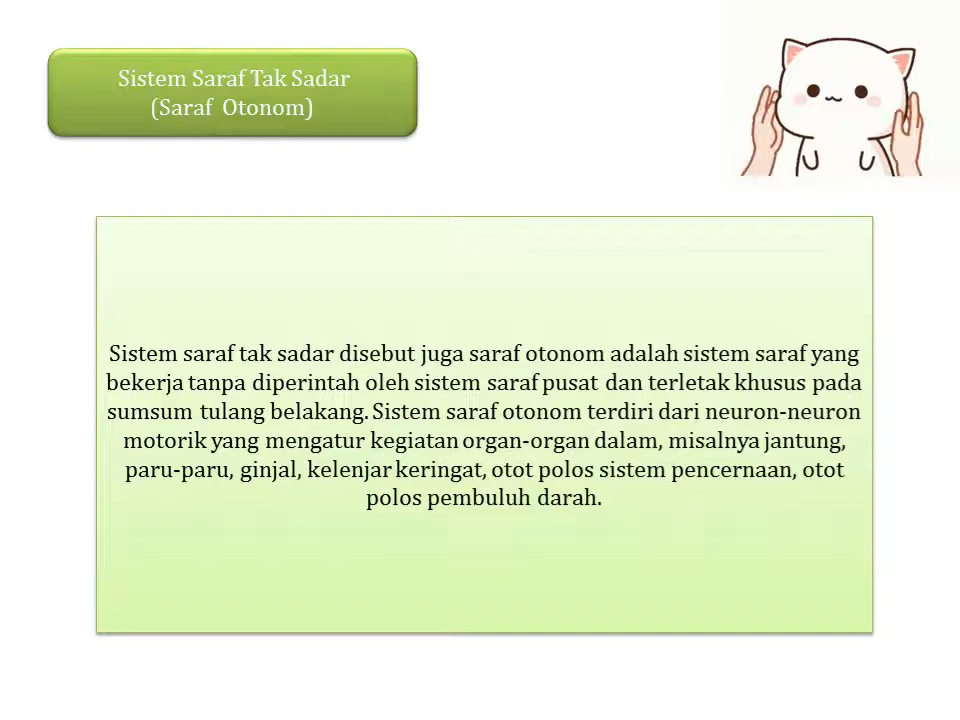 Sistem Saraf Tak Sadar
(Saraf Otonom)
Sistem saraf tak sadar disebut juga saraf otonom adalah sistem saraf yang
bekerja tanpa diperintah oleh sistem saraf pusat dan terletak khusus pada
sumsum tulang belakang. Sistem saraf otonom terdiri dari neuron-neuron
motorik yang mengatur kegiatan organ-organ dalam, misalnya jantung,
paru-paru, ginjal, kelenjar keringat, otot polos sistem pencernaan, otot
polos pembuluh darah.